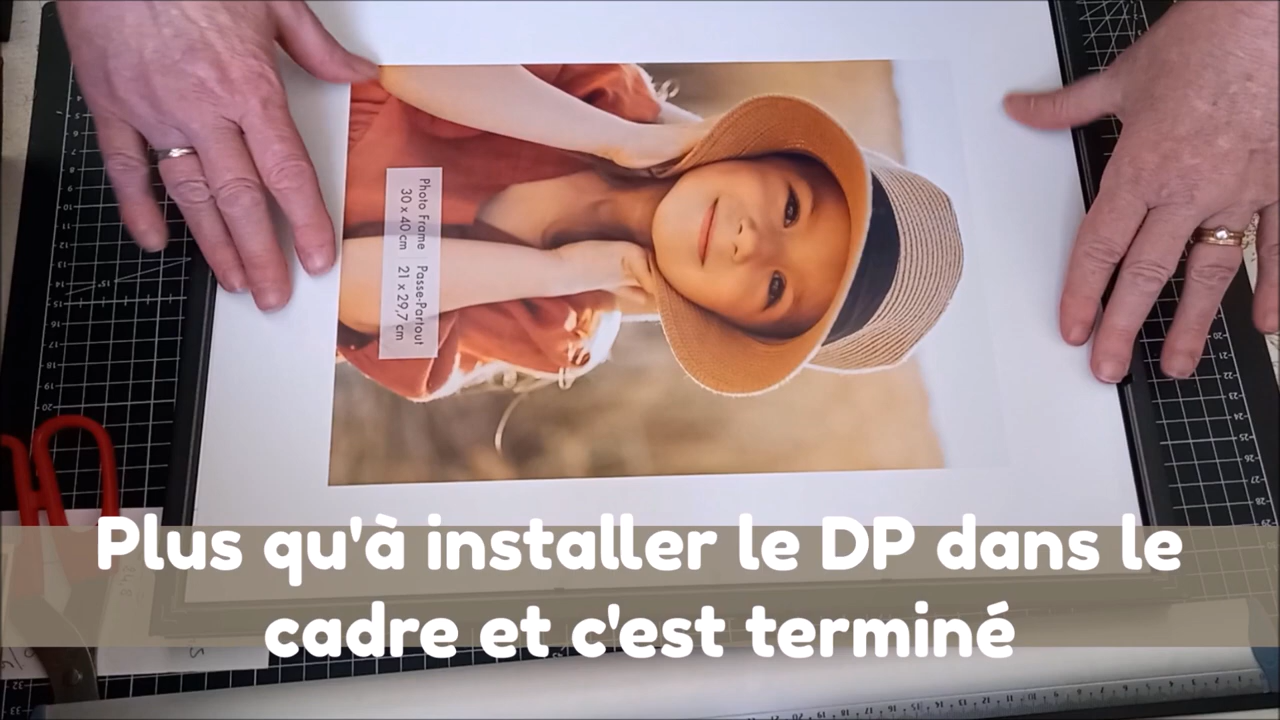 Photo Frame Passe-Partout
30 x 40 cm 21 x 29,7 cm
Plus qu'à installer le DP dans le
cadre et c'est terminé